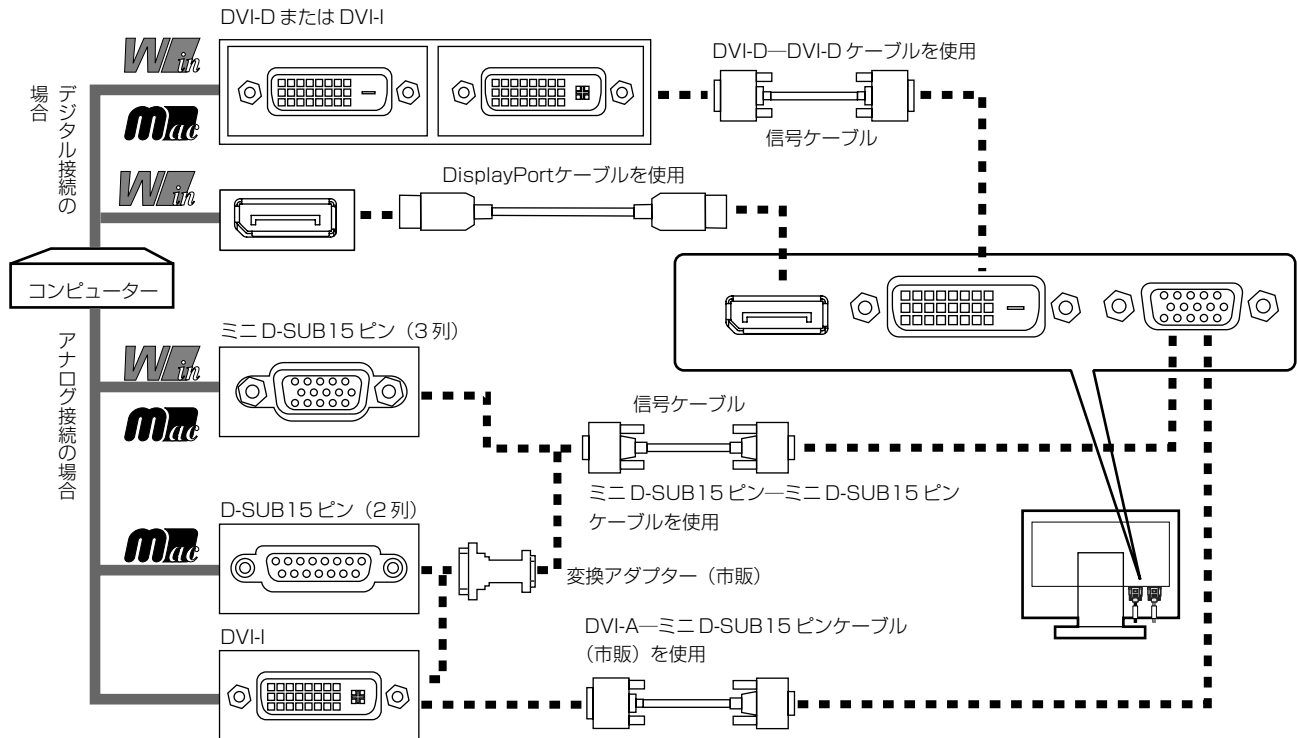 DVI-D または DVI-I
Win
Mac
デジタル接続の
場合
DVI-D―DVI-D ケーブルを使用
信号ケーブル
Win
DisplayPortケーブルを使用
コンピューター
アナログ接続の場合
Win
Mac
ミニ D-SUB15 ピン（3 列）
信号ケーブル
ミニ D-SUB15 ピン―ミニ D-SUB15 ピン
ケーブルを使用
Mac
D-SUB15 ピン（2 列）
変換アダプター（市販）
DVI-I
DVI-A―ミニ D-SUB15 ピンケーブル
（市販）を使用